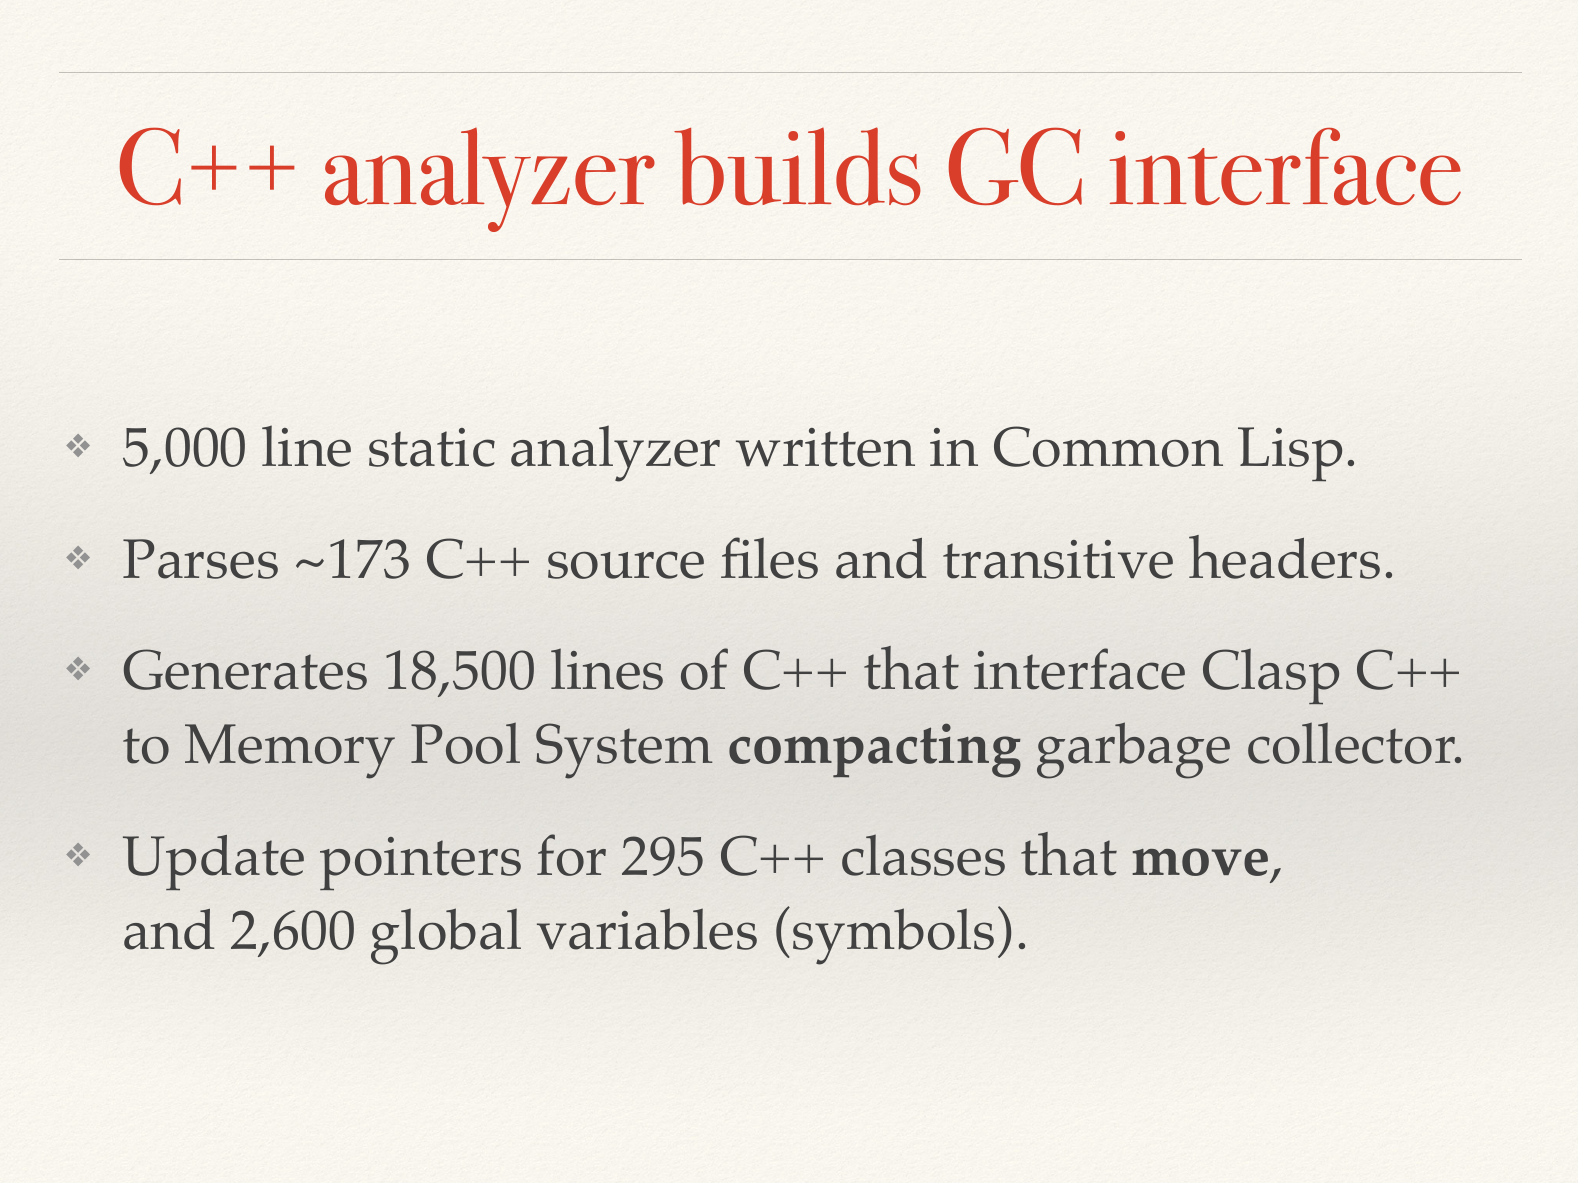 C++ analyzer builds GC interface
❖ 5,000 line static analyzer written in Common Lisp.
❖ Parses ~173 C++ source files and transitive headers.
❖ Generates 18,500 lines of C++ that interface Clasp C++
to Memory Pool System compacting garbage collector.
❖ Update pointers for 295 C++ classes that move,
and 2,600 global variables (symbols).